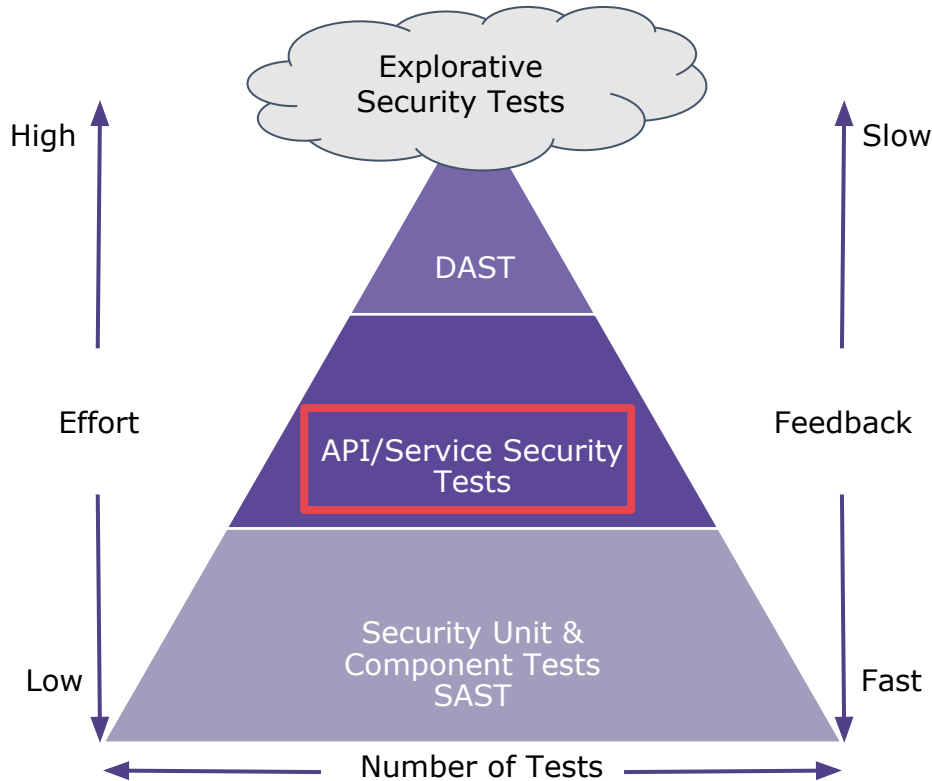 Explorative
Security Tests
High
Slow
DAST
Effort
Feedback
API/Service Security
Tests
Security Unit &
Component Tests
SAST
Low
Fast
Number of Tests